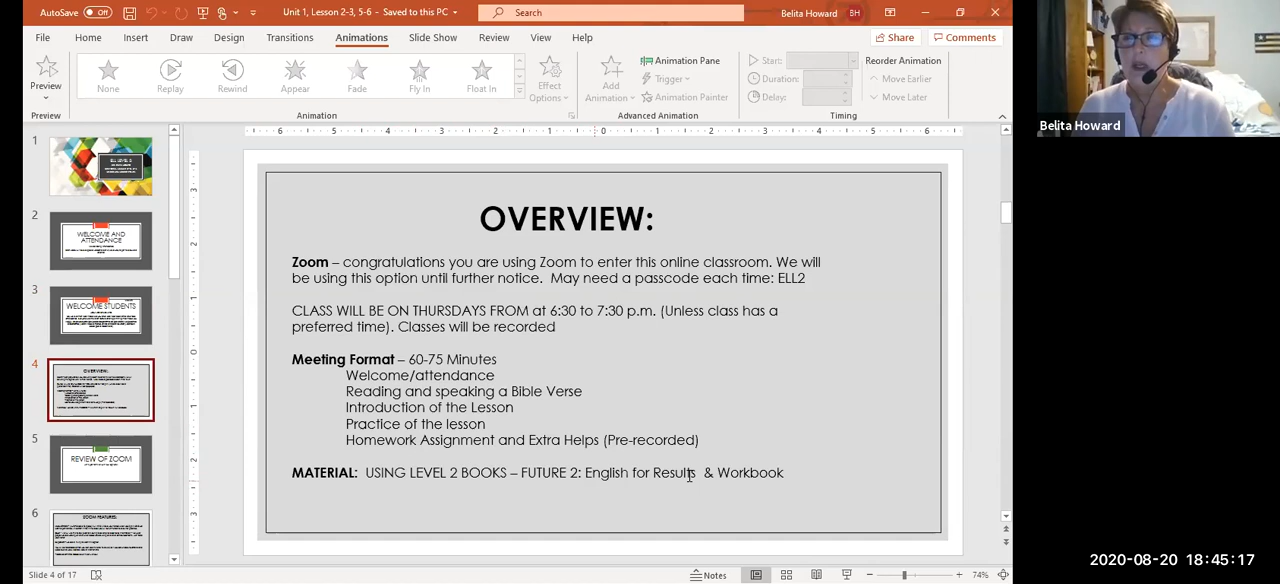 AutoSave Off Unit 1, Lesson 2-3, 5-6 - Saved to this PC Search Belita Howard BH
File Home Insert Draw Design Transitions Animations Slide Show Review View Help Share Comments
Preview None Replay Rewind Appear Fade Fly In Float In Effect Options Add Animation Animation Pane Trigger Animation Painter Start: Duration: Delay: Reorder Animation Move Earlier Move Later
Preview Animation Advanced Animation Timing
Belita Howard
1
2
WELCOME AND
ATTENDANCE
3
WELCOME STUDENTS
4
OVERVIEW:
5
REVIEW OF ZOOM
6
ZOOM FEATURES:
OVERVIEW:
Zoom – congratulations you are using Zoom to enter this online classroom. We will
be using this option until further notice. May need a passcode each time: ELL2
CLASS WILL BE ON THURSDAYS FROM at 6:30 to 7:30 p.m. (Unless class has a
preferred time). Classes will be recorded
Meeting Format – 60-75 Minutes
Welcome/attendance
Reading and speaking a Bible Verse
Introduction of the Lesson
Practice of the lesson
Homework Assignment and Extra Helps (Pre-recorded)
MATERIAL: USING LEVEL 2 BOOKS – FUTURE 2: English for Results & Workbook
2020-08-20 18:45:17
Slide 4 of 17 Notes 74%